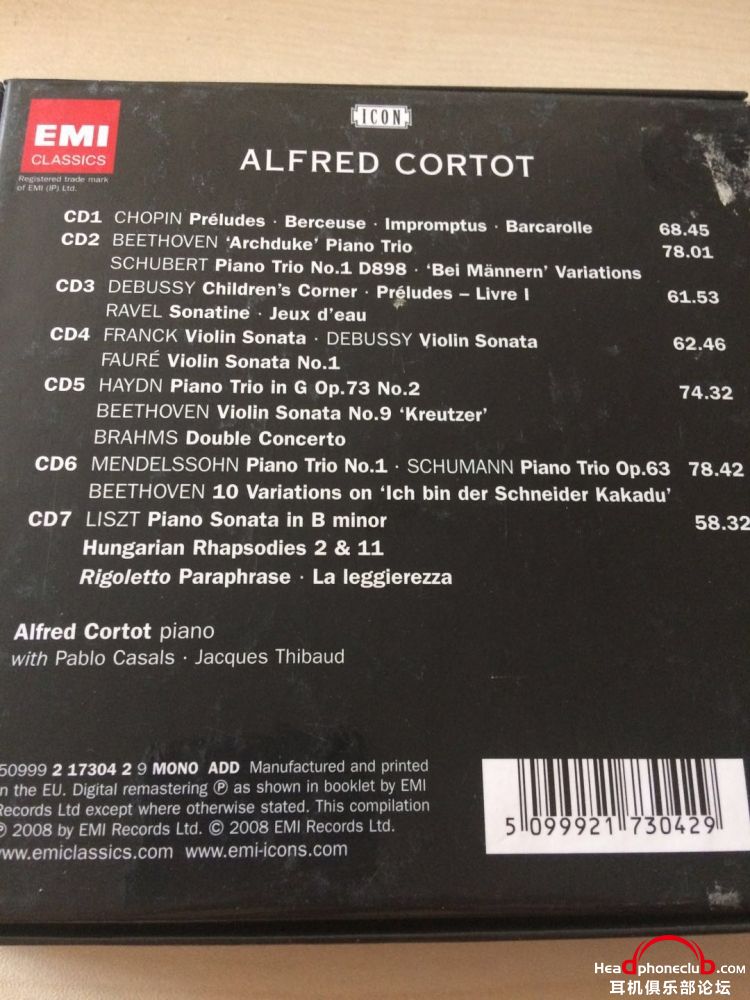 ICON
EMI
CLASSICS
Registered trade mark
of EMI (IP) Ltd.
ALFRED CORTOT
CD1 CHOPIN Préludes · Berceuse · Impromptus · Barcarolle 68.45
CD2 BEETHOVEN ‘Archduke’ Piano Trio 78.01
SCHUBERT Piano Trio No.1 D898 · ‘Bei Männern’ Variations
CD3 DEBUSSY Children’s Corner · Préludes – Livre I 61.53
RAVEL Sonatine · Jeux d’eau
CD4 FRANCK Violin Sonata · DEBUSSY Violin Sonata 62.46
FAURÉ Violin Sonata No.1
CD5 HAYDN Piano Trio in G Op.73 No.2 74.32
BEETHOVEN Violin Sonata No.9 ‘Kreutzer’
BRAHMS Double Concerto
CD6 MENDELSSOHN Piano Trio No.1 · SCHUMANN Piano Trio Op.63 78.42
BEETHOVEN 10 Variations on ‘Ich bin der Schneider Kakadu’
CD7 LISZT Piano Sonata in B minor 58.32
Hungarian Rhapsodies 2 & 11
Rigoletto Paraphrase · La leggierezza
Alfred Cortot piano
with Pablo Casals · Jacques Thibaud
50999 2 17304 2 9 MONO ADD Manufactured and printed
in the EU. Digital remastering ℗ as shown in booklet by EMI
Records Ltd except where otherwise stated. This compilation
℗ 2008 by EMI Records Ltd. © 2008 EMI Records Ltd.
www.emiclassics.com www.emi-icons.com
5 099921 730429
HeadphonecluB.COM
耳机俱乐部论坛